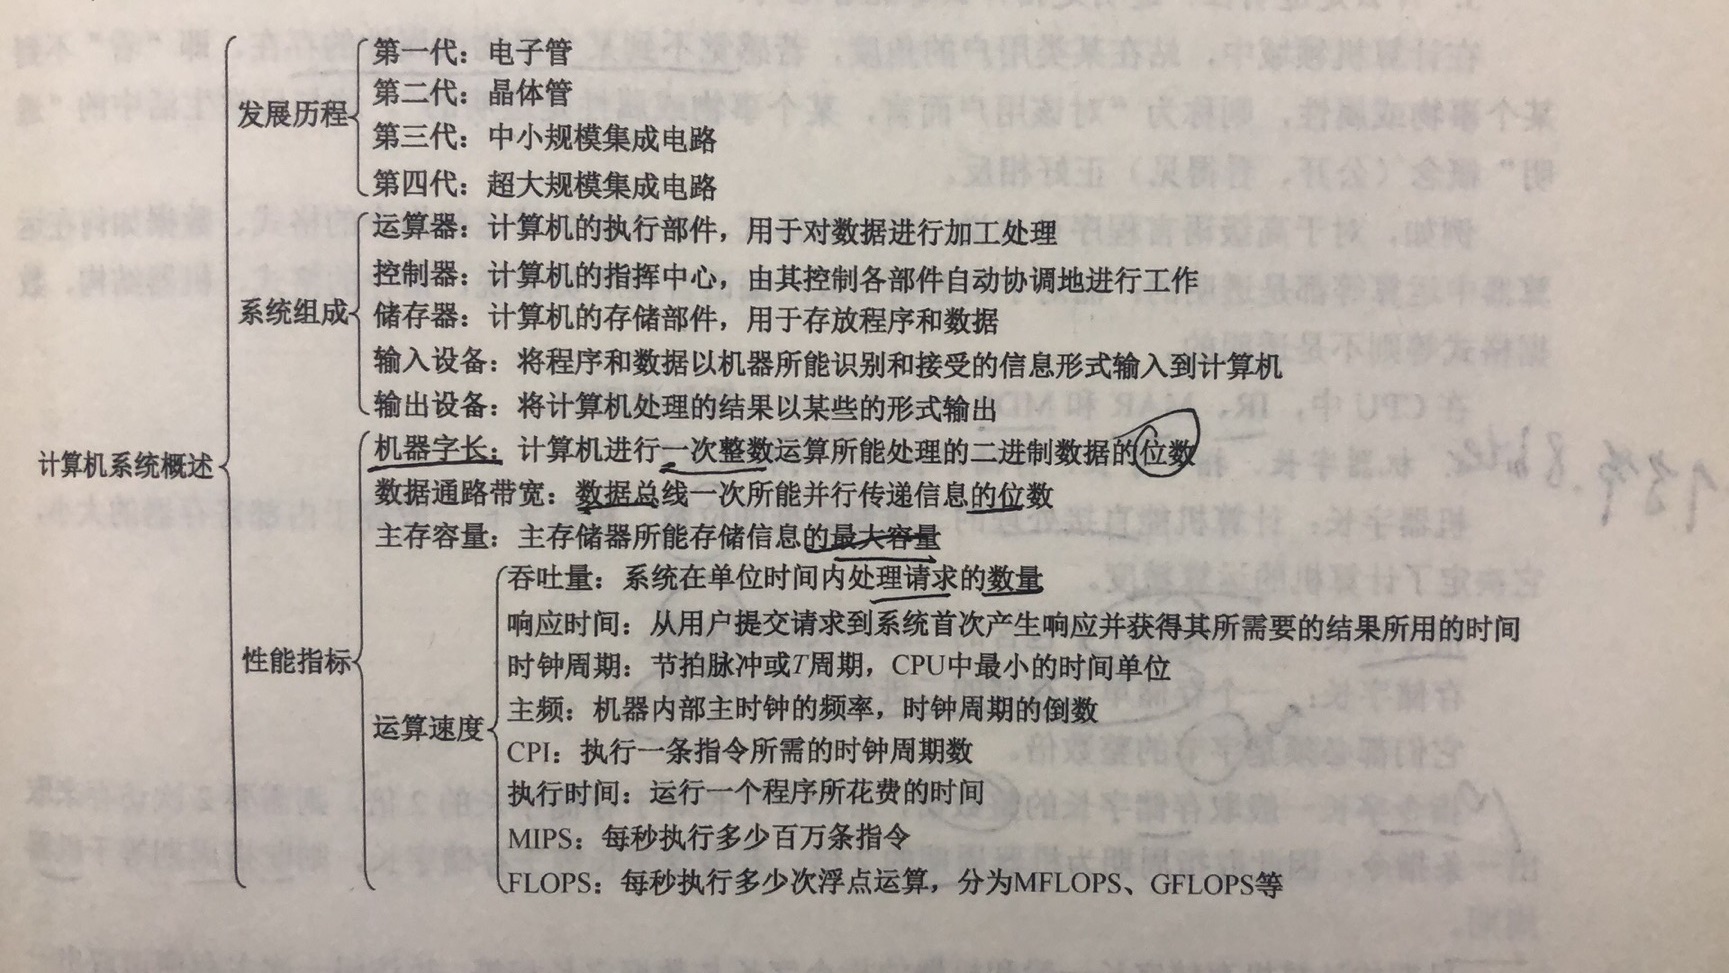 发展历程
第一代：电子管
第二代：晶体管
第三代：中小规模集成电路
第四代：超大规模集成电路
系统组成
运算器：计算机的执行部件，用于对数据进行加工处理
控制器：计算机的指挥中心，由其控制各部件自动协调地进行工作
储存器：计算机的存储部件，用于存放程序和数据
输入设备：将程序和数据以机器所能识别和接受的信息形式输入到计算机
输出设备：将计算机处理的结果以某些的形式输出
计算机系统概述
机器字长：计算机进行一次整数运算所能处理的二进制数据的位数
数据通路带宽：数据总线一次所能并行传递信息的位数
主存容量：主存储器所能存储信息的最大容量
性能指标
运算速度
吞吐量：系统在单位时间内处理请求的数量
响应时间：从用户提交请求到系统首次产生响应并获得其所需要的结果所用的时间
时钟周期：节拍脉冲或T周期，CPU中最小的时间单位
主频：机器内部主时钟的频率，时钟周期的倒数
CPI：执行一条指令所需的时钟周期数
执行时间：运行一个程序所花费的时间
MIPS：每秒执行多少百万条指令
FLOPS：每秒执行多少次浮点运算，分为MFLOPS、GFLOPS等